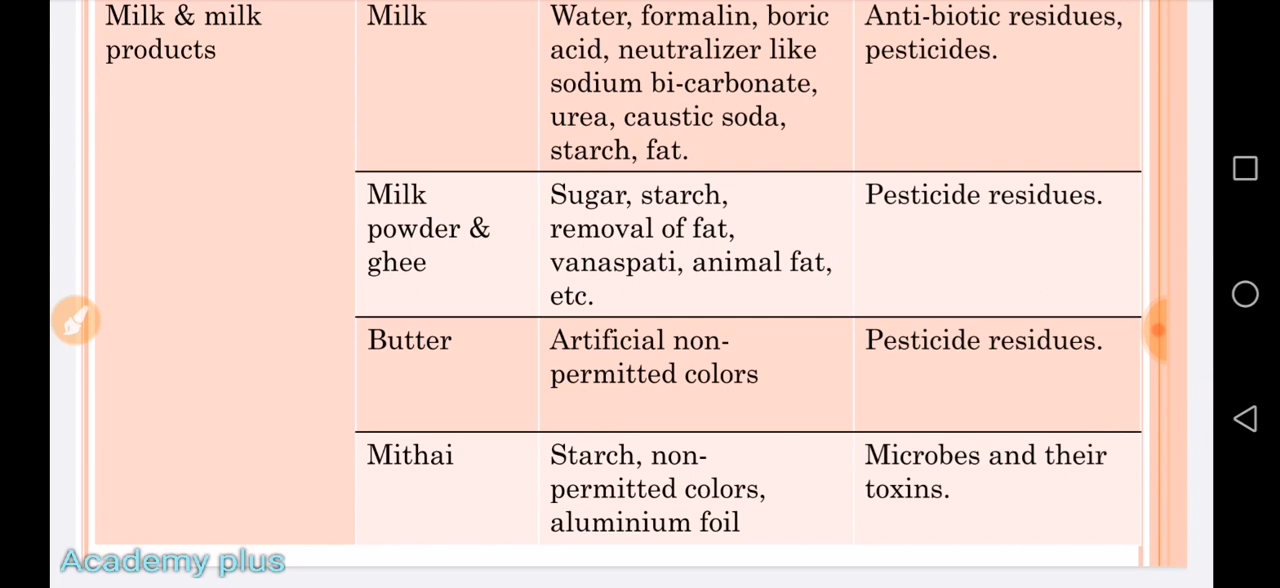 Milk & milk
products
Milk
Water, formalin, boric
acid, neutralizer like
sodium bi-carbonate,
urea, caustic soda,
starch, fat.
Anti-biotic residues,
pesticides.
Milk
powder &
ghee
Sugar, starch,
removal of fat,
vanaspati, animal fat,
etc.
Pesticide residues.
Butter
Artificial non-
permitted colors
Pesticide residues.
Mithai
Starch, non-
permitted colors,
aluminium foil
Microbes and their
toxins.
Academy plus